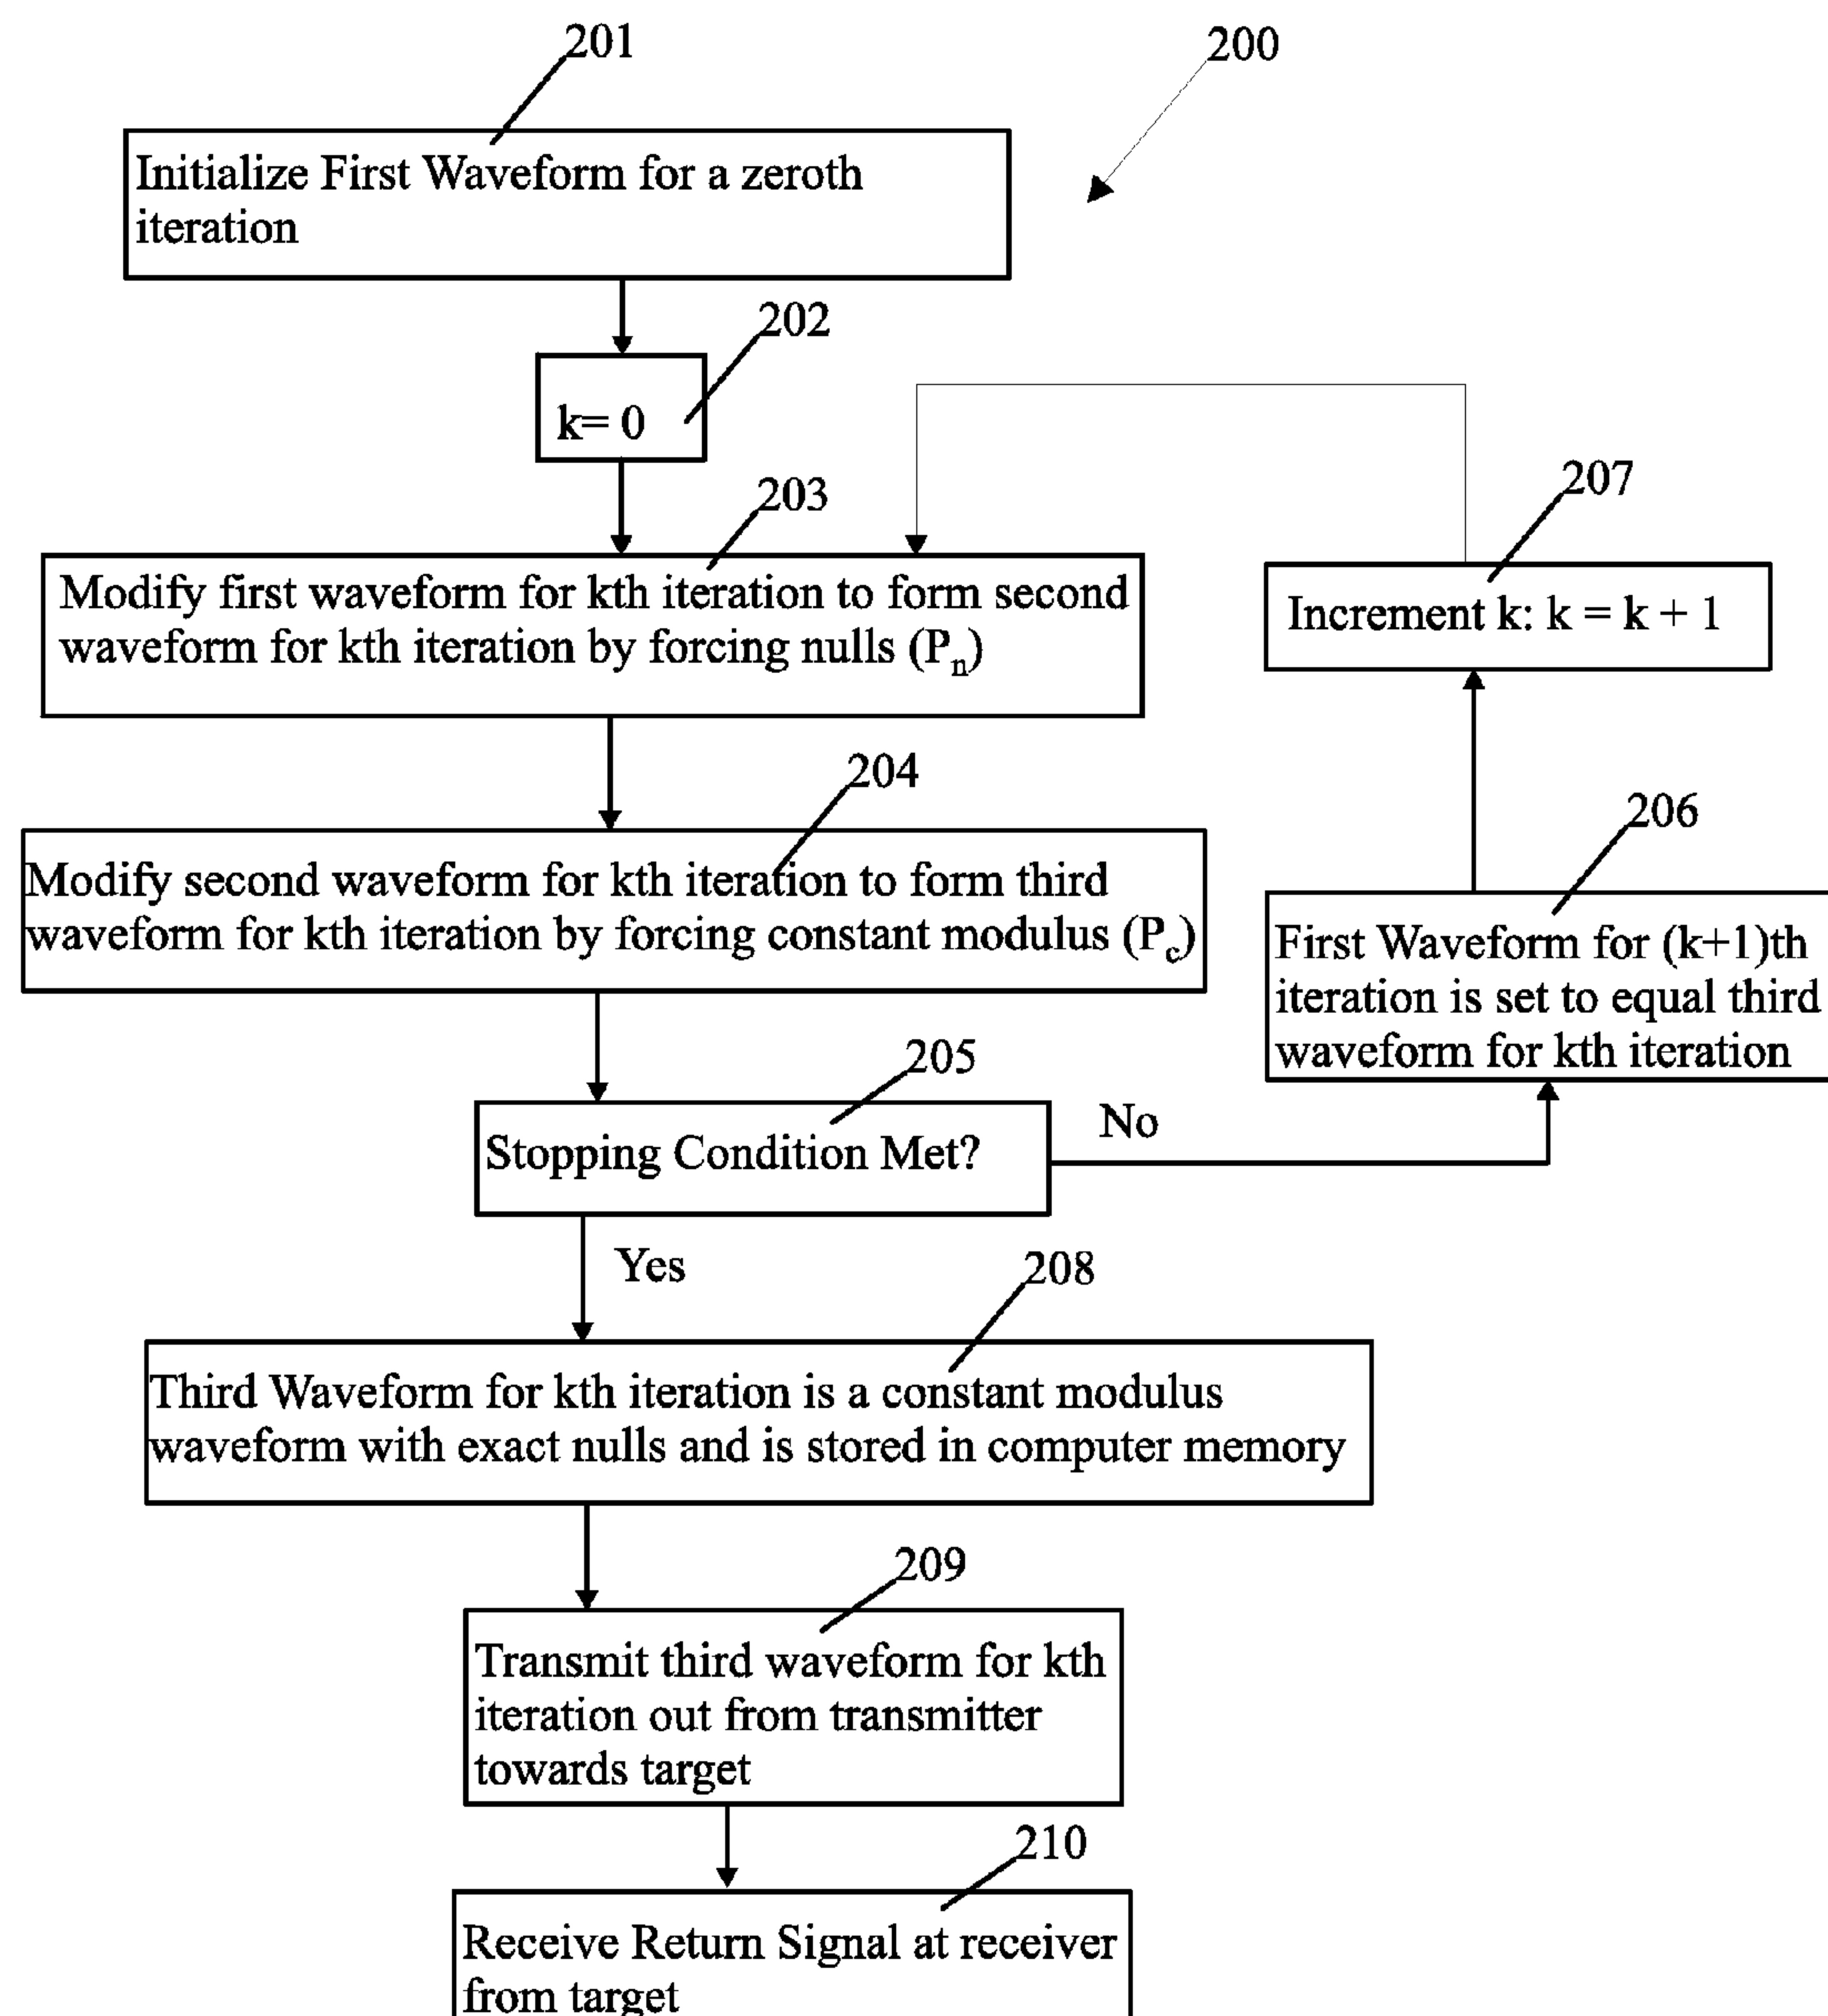 201
200
Initialize First Waveform for a zeroth
iteration
202
k= 0
203
207
Modify first waveform for kth iteration to form second
waveform for kth iteration by forcing nulls (Pn)
Increment k: k = k + 1
204
206
Modify second waveform for kth iteration to form third
waveform for kth iteration by forcing constant modulus (Pc)
First Waveform for (k+1)th
iteration is set to equal third
waveform for kth iteration
205
No
Stopping Condition Met?
Yes
208
Third Waveform for kth iteration is a constant modulus
waveform with exact nulls and is stored in computer memory
209
Transmit third waveform for kth
iteration out from transmitter
towards target
210
Receive Return Signal at receiver
from target